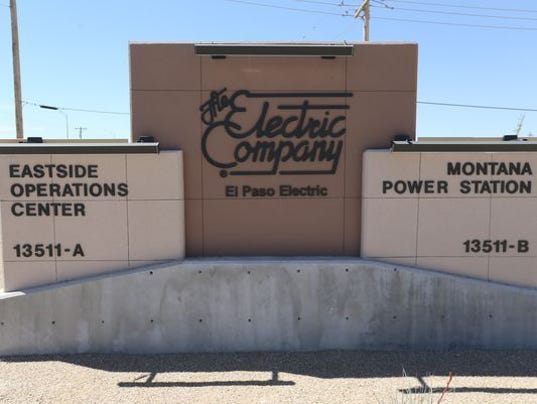 EASTSIDE
OPERATIONS
CENTER
13511-A
The
Electric
Company
El Paso Electric
MONTANA
POWER STATION
13511-B